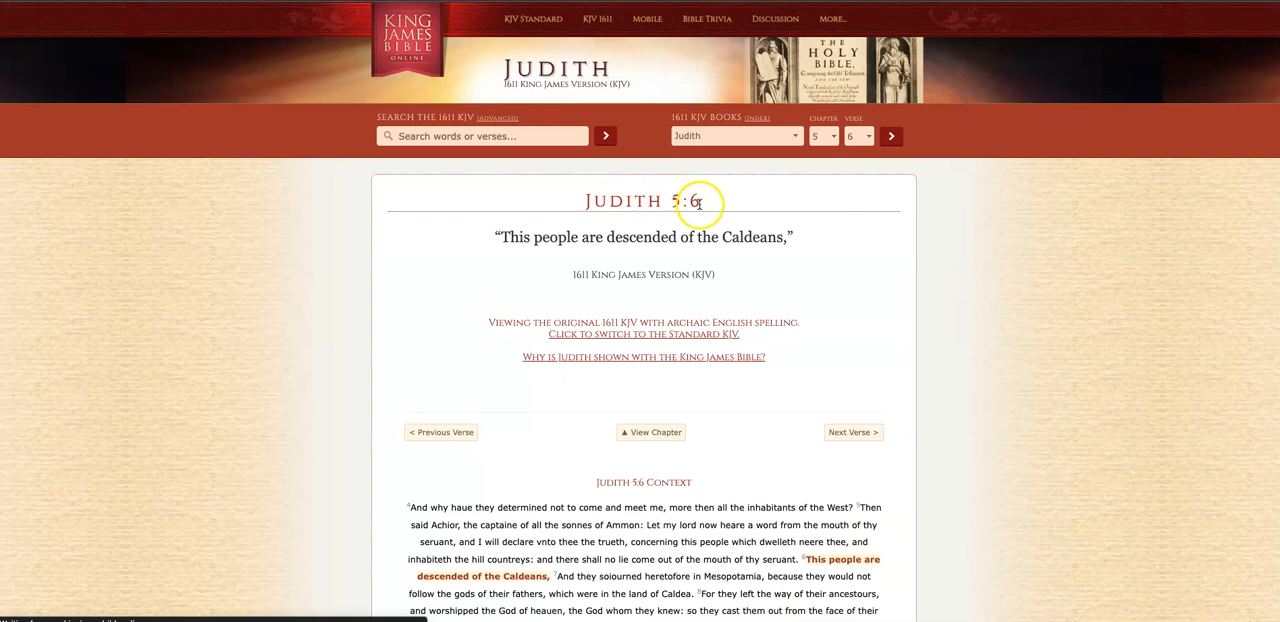 KING
JAMES
BIBLE
ONLINE
KJV STANDARD
KJV 1611
MOBILE
BIBLE TRIVIA
DISCUSSION
MORE...
JUDITH
1611 KING JAMES VERSION (KJV)
THE
HOLY
BIBLE,
SEARCH THE 1611 KJV (ADVANCED)
Search words or verses...
1611 KJV BOOKS (INDEX)
CHAPTER
VERSE
Judith
5
6
JUDITH 5:6
“This people are descended of the Caldeans,”
1611 KING JAMES VERSION (KJV)
VIEWING THE ORIGINAL 1611 KJV WITH ARCHAIC ENGLISH SPELLING.
CLICK TO SWITCH TO THE STANDARD KJV.
WHY IS JUDITH SHOWN WITH THE KING JAMES BIBLE?
< Previous Verse
▲ View Chapter
Next Verse >
JUDITH 5:6 CONTEXT
4And why haue they determined not to come and meet me, more then all the inhabitants of the West? 5Then
said Achior, the captaine of all the sonnes of Ammon: Let my lord now heare a word from the mouth of thy
seruant, and I will declare vnto thee the trueth, concerning this people which dwelleth neere thee, and
inhabiteth the hill countreys: and there shall no lie come out of the mouth of thy seruant. 6This people are
descended of the Caldeans, 7And they soiourned heretofore in Mesopotamia, because they would not
follow the gods of their fathers, which were in the land of Caldea. 8For they left the way of their ancestours,
and worshipped the God of heauen, the God whom they knew: so they cast them out from the face of their